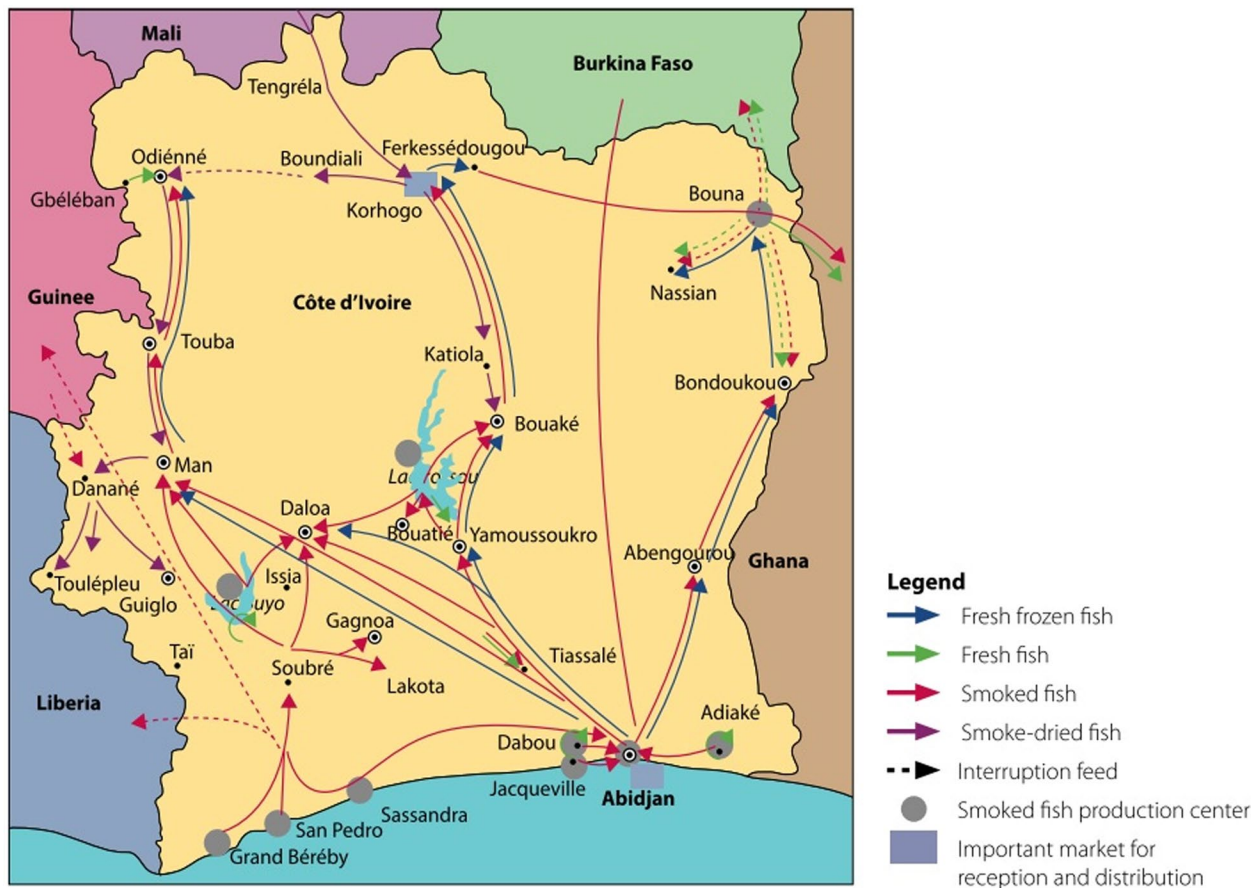 Mali
Burkina Faso
Tengréla
Ferkessédougou
Odiénné
Boundiali
Gbéléban
Korhogo
Bouna
Nassian
Guinee
Côte d’Ivoire
Touba
Katiola
Bondoukou
Bouaké
Man
Danané
Daloa
Bouatié
Yamoussoukro
Abengourou
Ghana
Toulépleu
Issia
Guiglo
Gagnoa
Taï
Soubré
Tiassalé
Lakota
Liberia
Adiaké
Dabou
Jacqueville
Abidjan
Sassandra
San Pedro
Grand Béréby
Legend
Fresh frozen fish
Fresh fish
Smoked fish
Smoke-dried fish
Interruption feed
Smoked fish production center
Important market for
reception and distribution